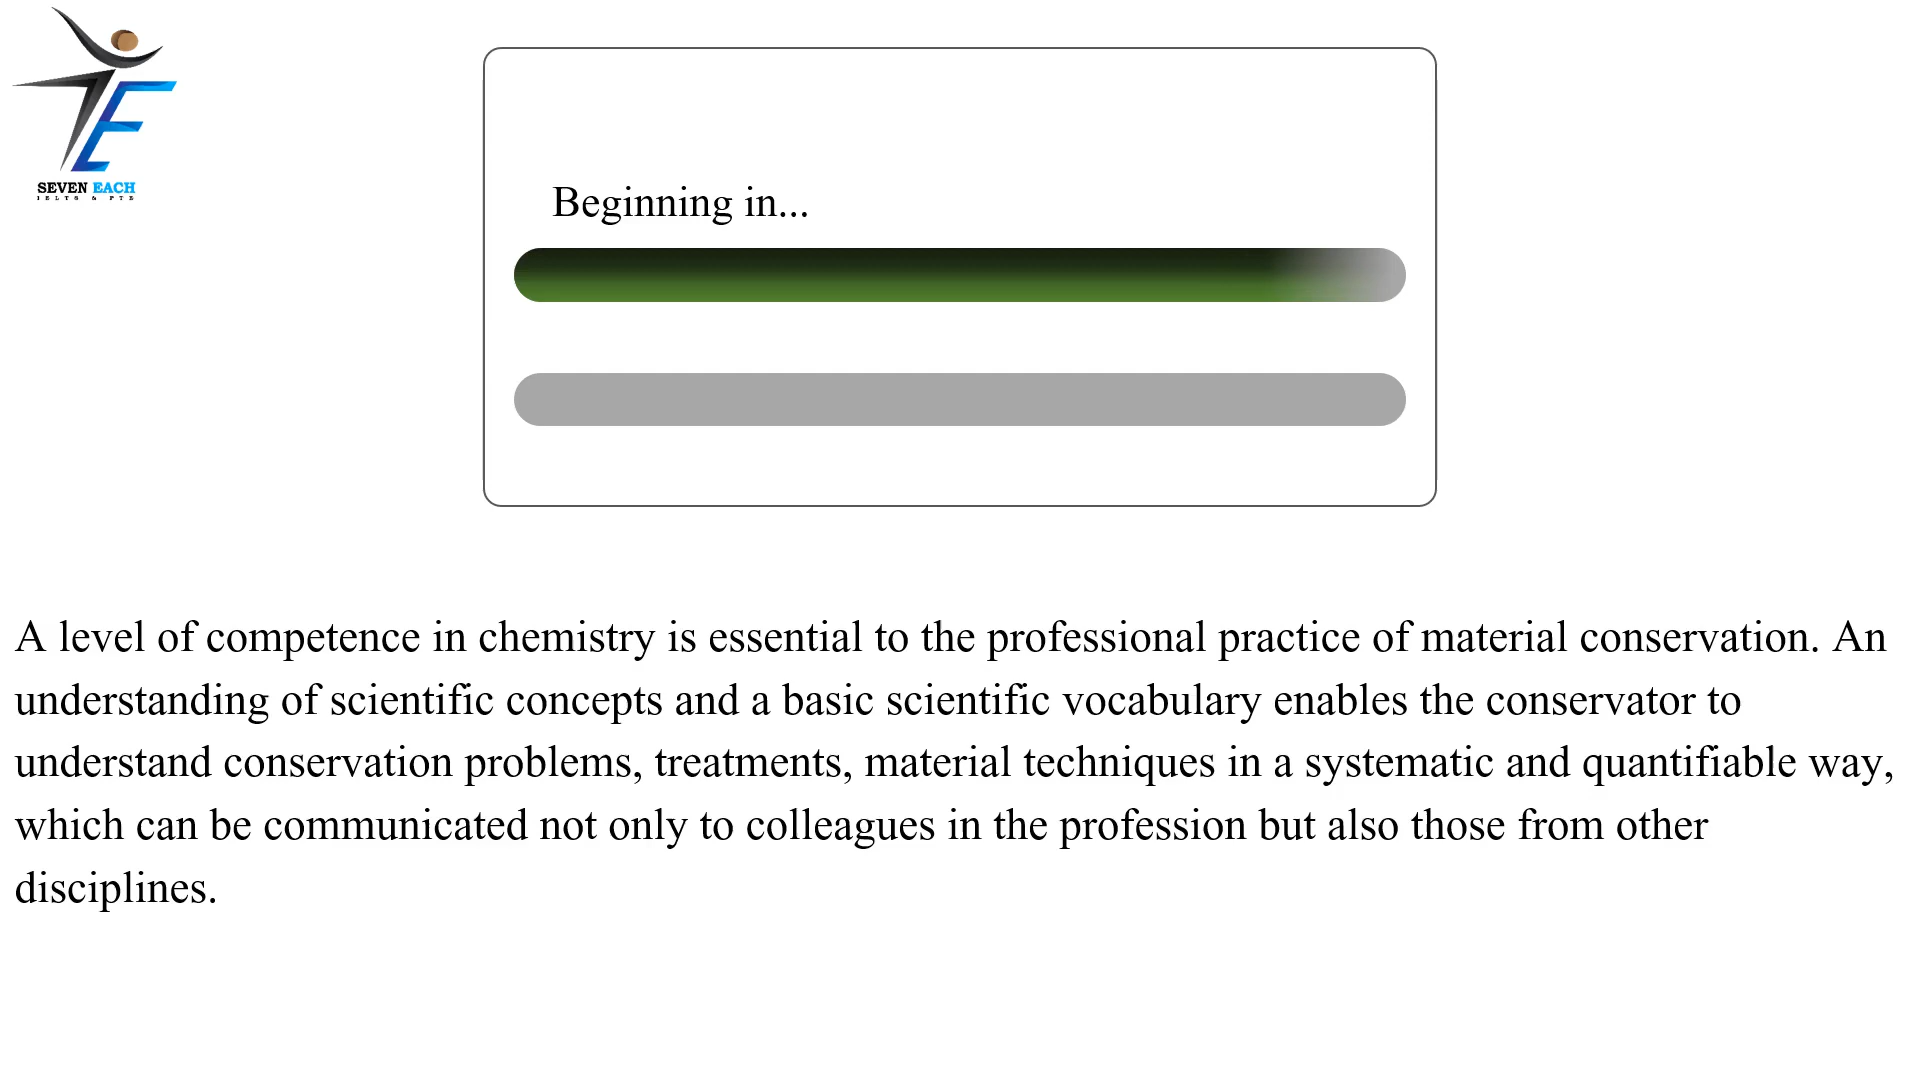 SEVEN EACH
IELTS & PTE
Beginning in...
A level of competence in chemistry is essential to the professional practice of material conservation. An
understanding of scientific concepts and a basic scientific vocabulary enables the conservator to
understand conservation problems, treatments, material techniques in a systematic and quantifiable way,
which can be communicated not only to colleagues in the profession but also those from other
disciplines.